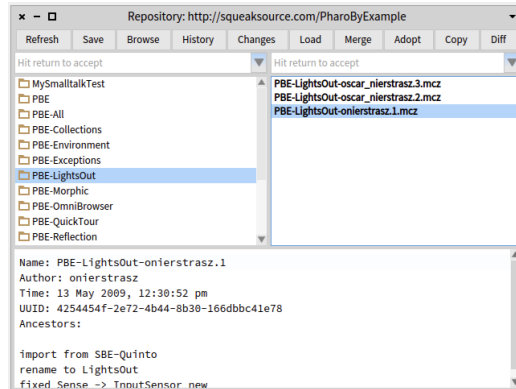 Repository: http://squeaksource.com/PharoByExample
Refresh Save Browse History Changes Load Merge Adopt Copy Diff
Hit return to accept Hit return to accept
MySmalltalkTest
PBE
PBE-All
PBE-Collections
PBE-Environment
PBE-Exceptions
PBE-LightsOut
PBE-Morphic
PBE-OmniBrowser
PBE-QuickTour
PBE-Reflection
PBE-LightsOut-oscar_nierstrasz.3.mcz
PBE-LightsOut-oscar_nierstrasz.2.mcz
PBE-LightsOut-onierstrasz.1.mcz
Name: PBE-LightsOut-onierstrasz.1
Author: onierstrasz
Time: 13 May 2009, 12:30:52 pm
UUID: 4254454f-2e72-4b44-8b30-166dbbc41e78
Ancestors:
import from SBE-Quinto
rename to LightsOut
fixed Sense -> InputSensor new